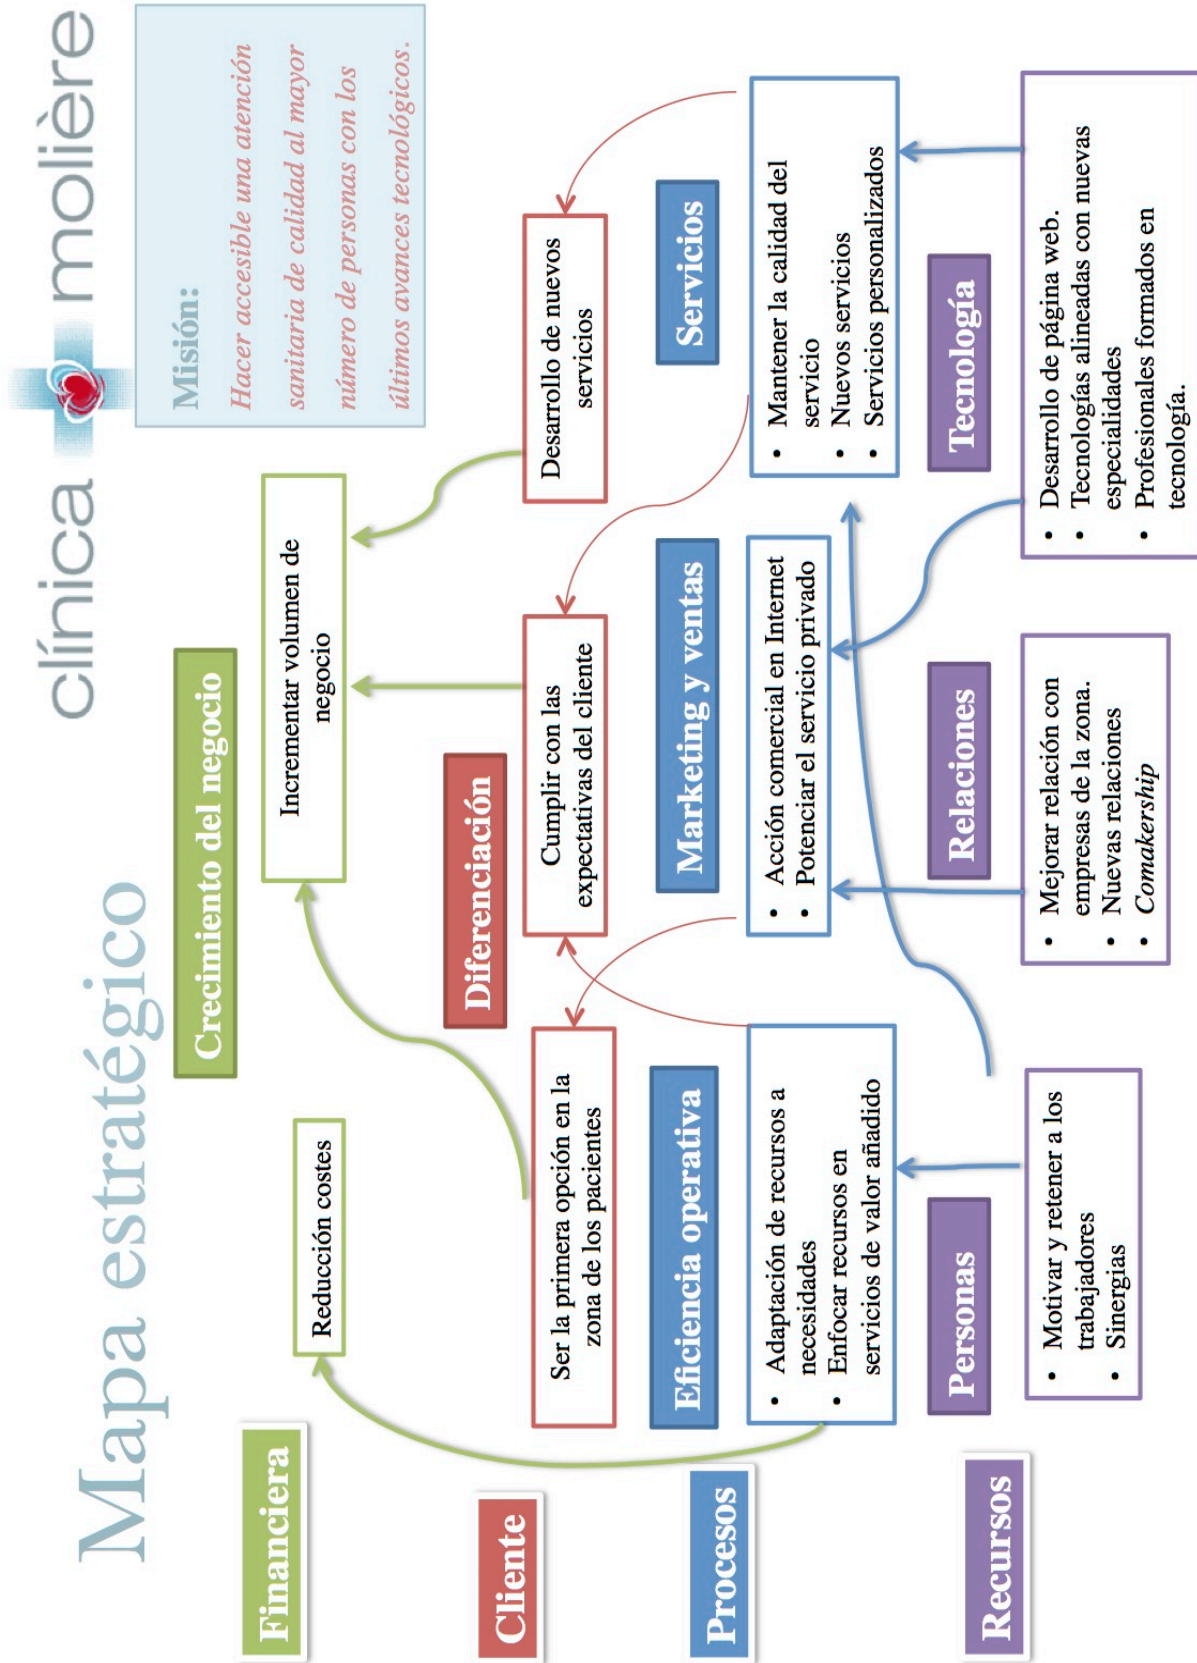 Mapa estratégico
clínica molière
Misión:
Hacer accesible una atención
sanitaria de calidad al mayor
número de personas con los
últimos avances tecnológicos.
Financiera
Crecimiento del negocio
Reducción costes
Incrementar volumen de
negocio
Cliente
Diferenciación
Ser la primera opción en la
zona de los pacientes
Cumplir con las
expectativas del cliente
Desarrollo de nuevos
servicios
Procesos
Eficiencia operativa
• Adaptación de recursos a
necesidades
• Enfocar recursos en
servicios de valor añadido
Marketing y ventas
• Acción comercial en Internet
• Potenciar el servicio privado
Servicios
• Mantener la calidad del
servicio
• Nuevos servicios
• Servicios personalizados
Recursos
Personas
• Motivar y retener a los
trabajadores
• Sinergias
Relaciones
• Mejorar relación con
empresas de la zona.
• Nuevas relaciones
• Comakership
Tecnología
• Desarrollo de página web.
• Tecnologías alineadas con nuevas
especialidades
• Profesionales formados en
tecnología.